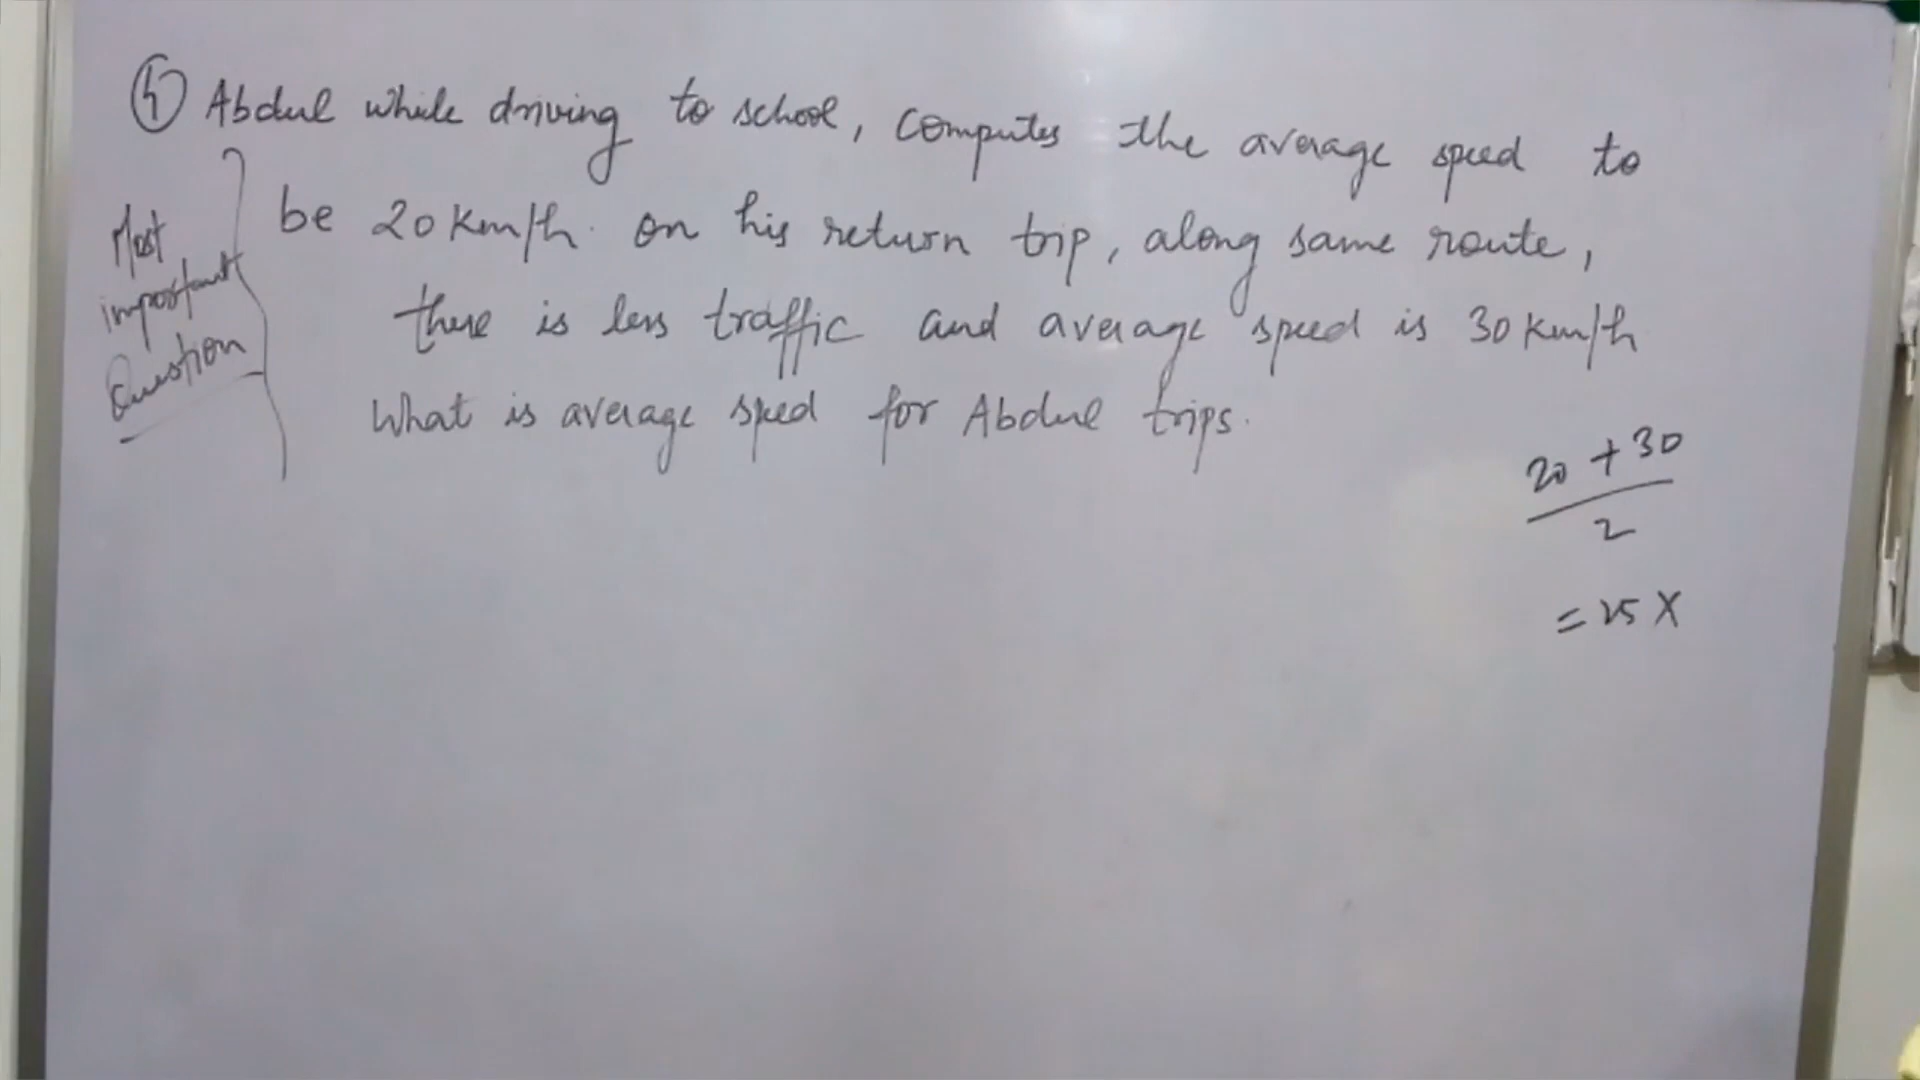 ④ Abdul while driving to school, computes the average speed to
be 20 km/h. on his return trip, along same route,
there is less traffic and average speed is 30 km/h
What is average speed for Abdul trips.
Most
important
Question
20 + 30
2
= 25 X